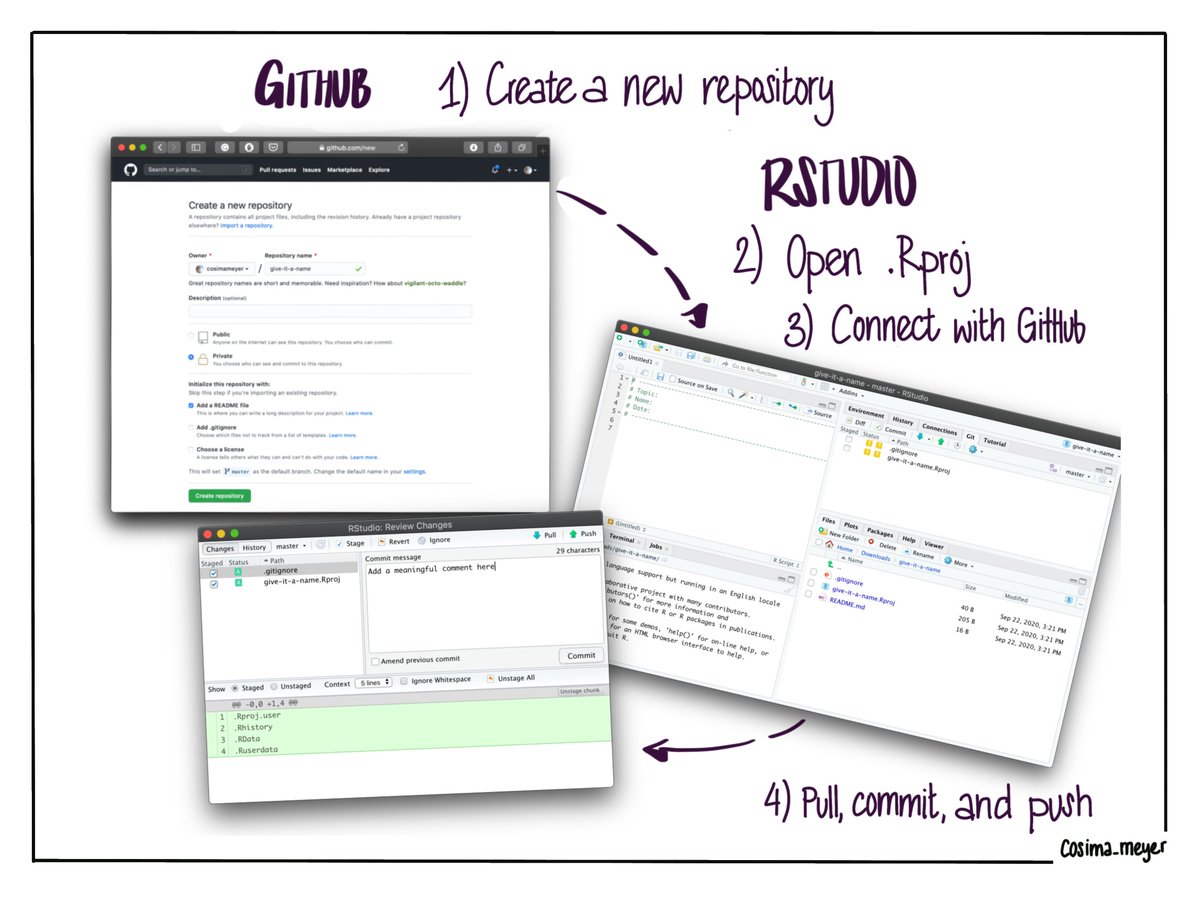 GITHUB 1) Create a new repository
github.com/new
Search or jump to... / Pull requests Issues Marketplace Explore
Create a new repository
A repository contains all project files, including the revision history. Already have a project repository
elsewhere? Import a repository.
Owner * Repository name *
cosimameyer / give-it-a-name
Great repository names are short and memorable. Need inspiration? How about vigilant-octo-waddle?
Description (optional)
Public
Anyone on the internet can see this repository. You choose who can commit.
Private
You choose who can see and commit to this repository.
Initialize this repository with:
Skip this step if you're importing an existing repository.
Add a README file
This is where you can write a long description for your project. Learn more.
Add .gitignore
Choose which files not to track from a list of templates. Learn more.
Choose a license
A license tells others what they can and can't do with your code. Learn more.
This will set master as the default branch. Change the default name in your settings.
Create repository
RSTUDIO
2) Open .Rproj
3) Connect with GitHub
give-it-a-name - master - RStudio
Go to file/function Addins
Untitled1
Source on Save Source
1 # ---
2 # Topic:
3 # Name:
4 # Date:
5 # ---
6
7
(Untitled) R Script
Environment History Connections Git Tutorial
give-it-a-name
Diff Commit master
Staged Status Path
.gitignore
give-it-a-name.Rproj
Terminal Jobs
ds/give-it-a-name/
language support but running in an English locale
laborative project with many contributors.
butors()' for more information and
on how to cite R or R packages in publications.
for some demos, 'help()' for on-line help, or
for an HTML browser interface to help.
uit R.
Files Plots Packages Help Viewer
New Folder Delete Rename More
Home Downloads give-it-a-name
Name Size Modified
..
.gitignore 40 B Sep 22, 2020, 3:21 PM
give-it-a-name.Rproj 205 B Sep 22, 2020, 3:21 PM
README.md 16 B Sep 22, 2020, 3:21 PM
RStudio: Review Changes
Changes History master Stage Revert Ignore Pull Push
Staged Status Path
.gitignore
give-it-a-name.Rproj
Commit message 29 characters
Add a meaningful comment here
Amend previous commit Commit
Show Staged Unstaged Context 5 lines Ignore Whitespace Unstage All
@@ -0,0 +1,4 @@ Unstage chunk
1 .Rproj.user
2 .Rhistory
3 .RData
4 .Ruserdata
4) Pull, commit, and push
Cosima_meyer